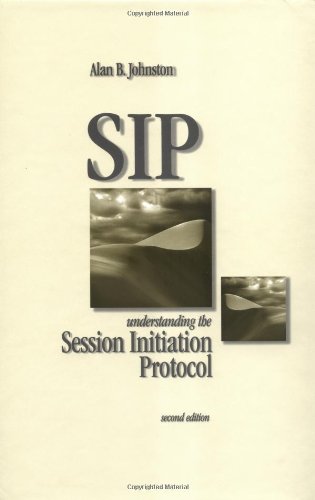 Alan B. Johnston
SIP
understanding the
Session Initiation
Protocol
second edition